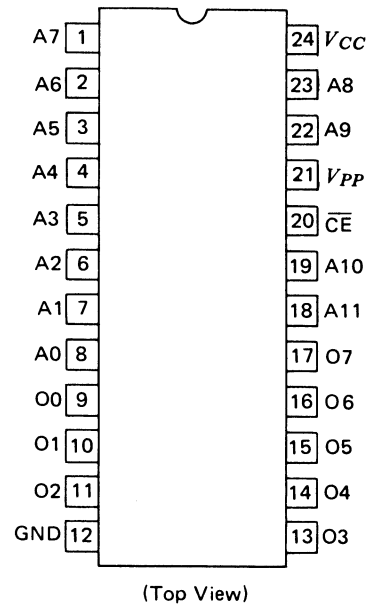 A7 1 24 VCC
A6 2 23 A8
A5 3 22 A9
A4 4 21 VPP
A3 5 20 C̅E̅
A2 6 19 A10
A1 7 18 A11
A0 8 17 O7
O0 9 16 O6
O1 10 15 O5
O2 11 14 O4
GND 12 13 O3
(Top View)